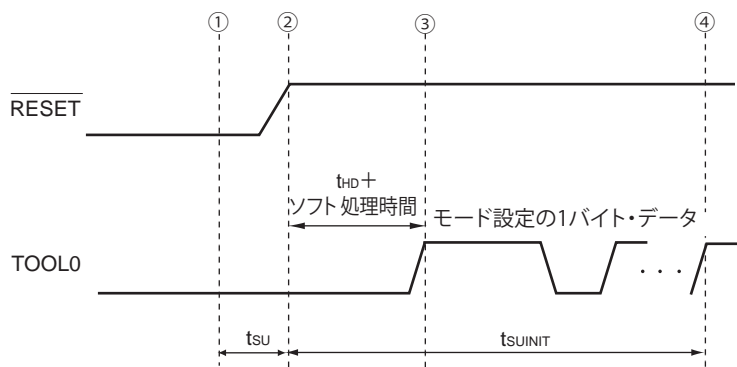 ① ② ③ ④
RESET
tHD+
ソフト処理時間
モード設定の1バイト・データ
TOOL0
・・・
tSU
tSUINIT